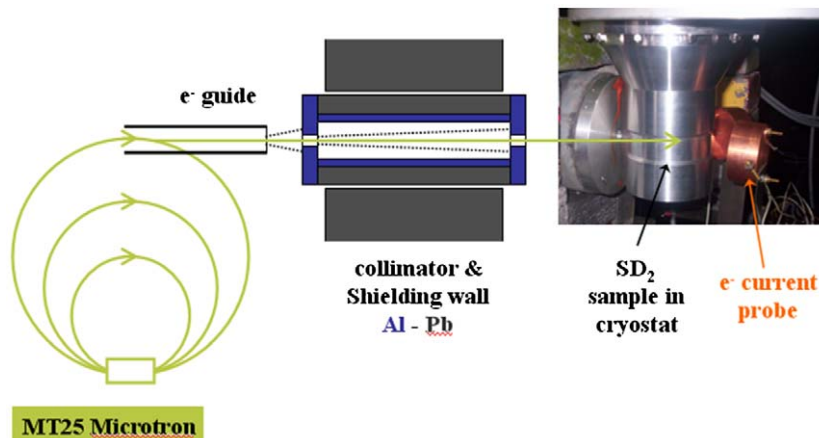 e- guide
collimator &
Shielding wall
Al - Pb
SD₂
sample in
cryostat
e- current
probe
MT25 Microtron